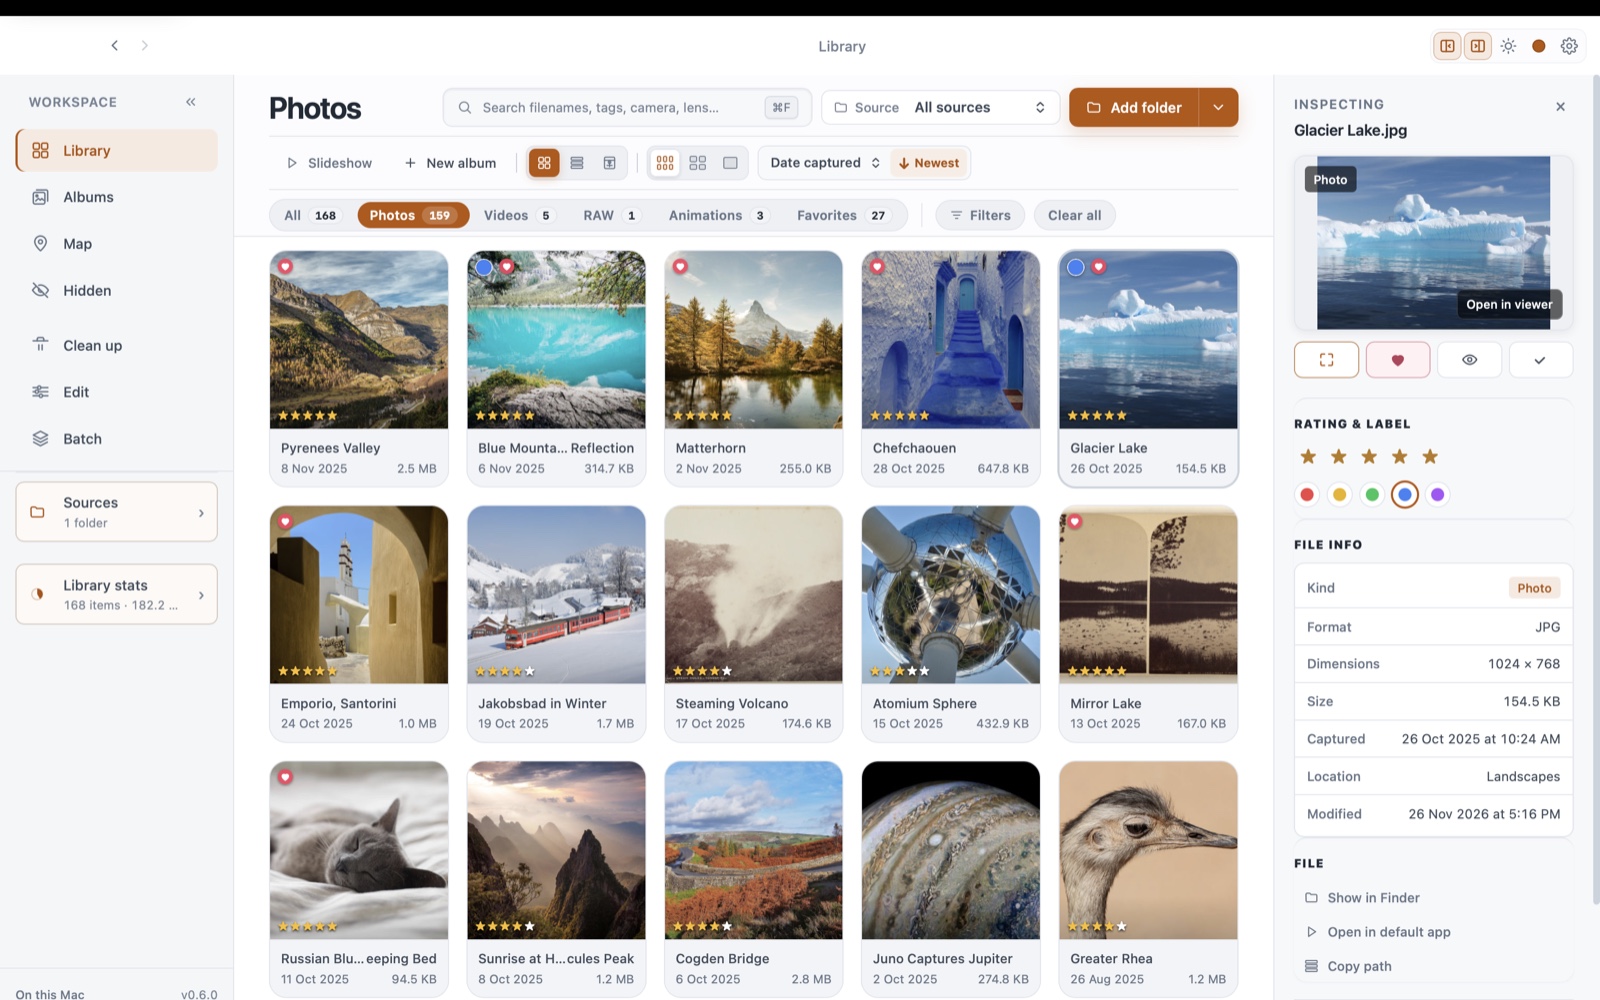 Library
WORKSPACE
Library
Albums
Map
Hidden
Clean up
Edit
Batch
Sources
1 folder
Library stats
168 items · 182.2 ...
On this Mac
v0.6.0
Photos
Search filenames, tags, camera, lens...
⌘F
Source
All sources
Add folder
Slideshow
New album
Date captured
Newest
All 168
Photos 159
Videos 5
RAW 1
Animations 3
Favorites 27
Filters
Clear all
Pyrenees Valley
8 Nov 2025 2.5 MB
Blue Mounta... Reflection
6 Nov 2025 314.7 KB
Matterhorn
2 Nov 2025 255.0 KB
Chefchaouen
28 Oct 2025 647.8 KB
Glacier Lake
26 Oct 2025 154.5 KB
Emporio, Santorini
24 Oct 2025 1.0 MB
Jakobsbad in Winter
19 Oct 2025 1.7 MB
Steaming Volcano
17 Oct 2025 174.6 KB
Atomium Sphere
15 Oct 2025 432.9 KB
Mirror Lake
13 Oct 2025 167.0 KB
Russian Blu...eeping Bed
11 Oct 2025 94.5 KB
Sunrise at H...cules Peak
8 Oct 2025 1.2 MB
Cogden Bridge
6 Oct 2025 2.8 MB
Juno Captures Jupiter
2 Oct 2025 274.8 KB
Greater Rhea
26 Aug 2025 1.2 MB
INSPECTING
Glacier Lake.jpg
Photo
Open in viewer
RATING & LABEL
FILE INFO
Kind Photo
Format JPG
Dimensions 1024 × 768
Size 154.5 KB
Captured 26 Oct 2025 at 10:24 AM
Location Landscapes
Modified 26 Nov 2026 at 5:16 PM
FILE
Show in Finder
Open in default app
Copy path